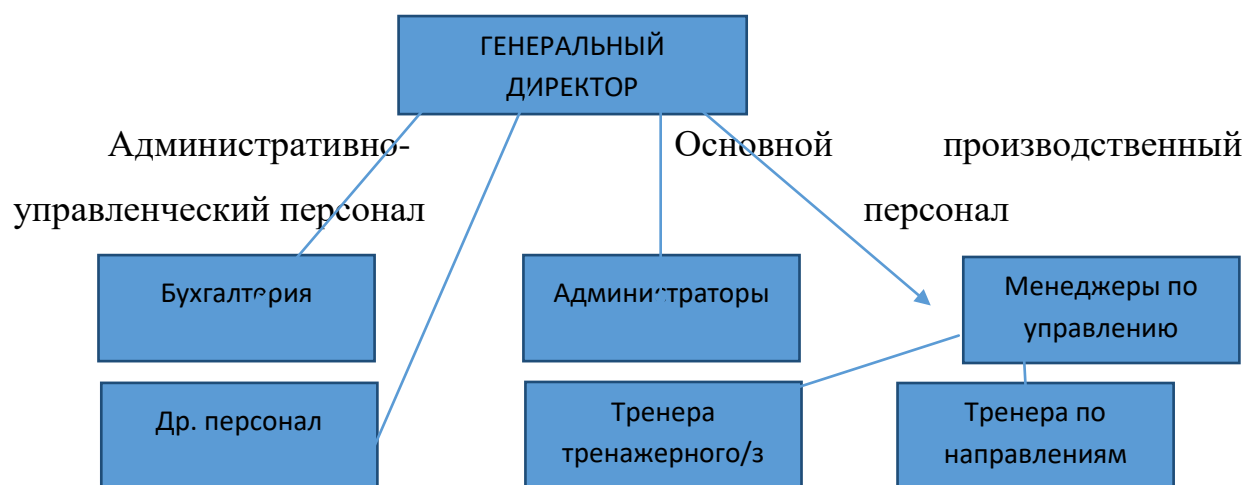 ГЕНЕРАЛЬНЫЙ
ДИРЕКТОР
Административно- Основной производственный
управленческий персонал персонал
Бухгалтерия
Администраторы
Менеджеры по
управлению
Др. персонал
Тренера
тренажерного/з
Тренера по
направлениям